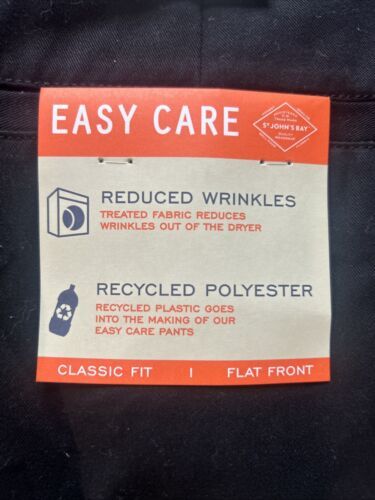 EASY CARE
ST JOHN'S BAY
REDUCED WRINKLES
TREATED FABRIC REDUCES
WRINKLES OUT OF THE DRYER
RECYCLED POLYESTER
RECYCLED PLASTIC GOES
INTO THE MAKING OF OUR
EASY CARE PANTS
CLASSIC FIT | FLAT FRONT